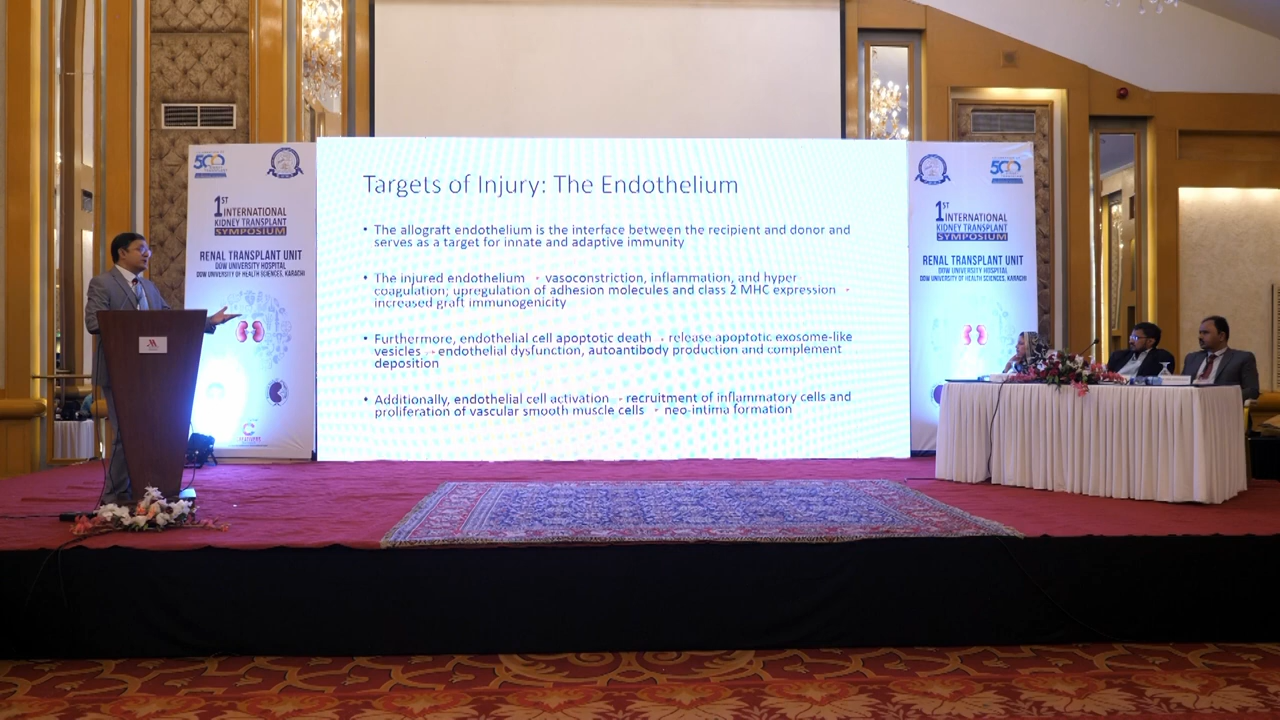 500
1ST
INTERNATIONAL
KIDNEY TRANSPLANT
SYMPOSIUM
RENAL TRANSPLANT UNIT
DOW UNIVERSITY HOSPITAL
DOW UNIVERSITY OF HEALTH SCIENCES, KARACHI
Targets of Injury: The Endothelium
• The allograft endothelium is the interface between the recipient and donor and
serves as a target for innate and adaptive immunity
• The injured endothelium • vasoconstriction, inflammation, and hyper
coagulation; upregulation of adhesion molecules and class 2 MHC expression •
increased graft immunogenicity
• Furthermore, endothelial cell apoptotic death • release apoptotic exosome-like
vesicles • endothelial dysfunction, autoantibody production and complement
deposition
• Additionally, endothelial cell activation • recruitment of inflammatory cells and
proliferation of vascular smooth muscle cells • neo-intima formation
500
1ST
INTERNATIONAL
KIDNEY TRANSPLANT
SYMPOSIUM
RENAL TRANSPLANT UNIT
DOW UNIVERSITY HOSPITAL
DOW UNIVERSITY OF HEALTH SCIENCES, KARACHI